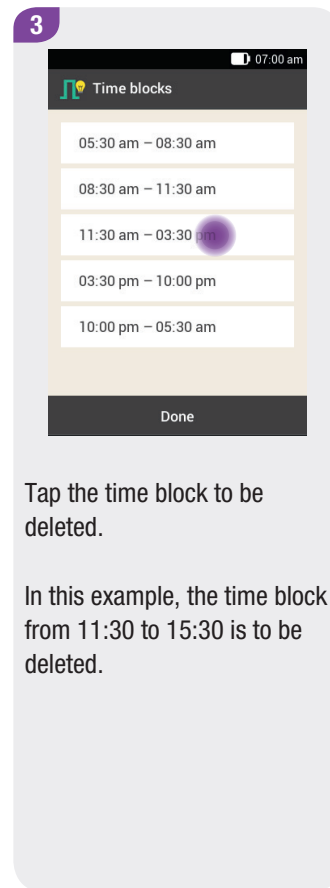 3
07:00 am
Time blocks
05:30 am – 08:30 am
08:30 am – 11:30 am
11:30 am – 03:30 pm
03:30 pm – 10:00 pm
10:00 pm – 05:30 am
Done
Tap the time block to be
deleted.
In this example, the time block
from 11:30 to 15:30 is to be
deleted.